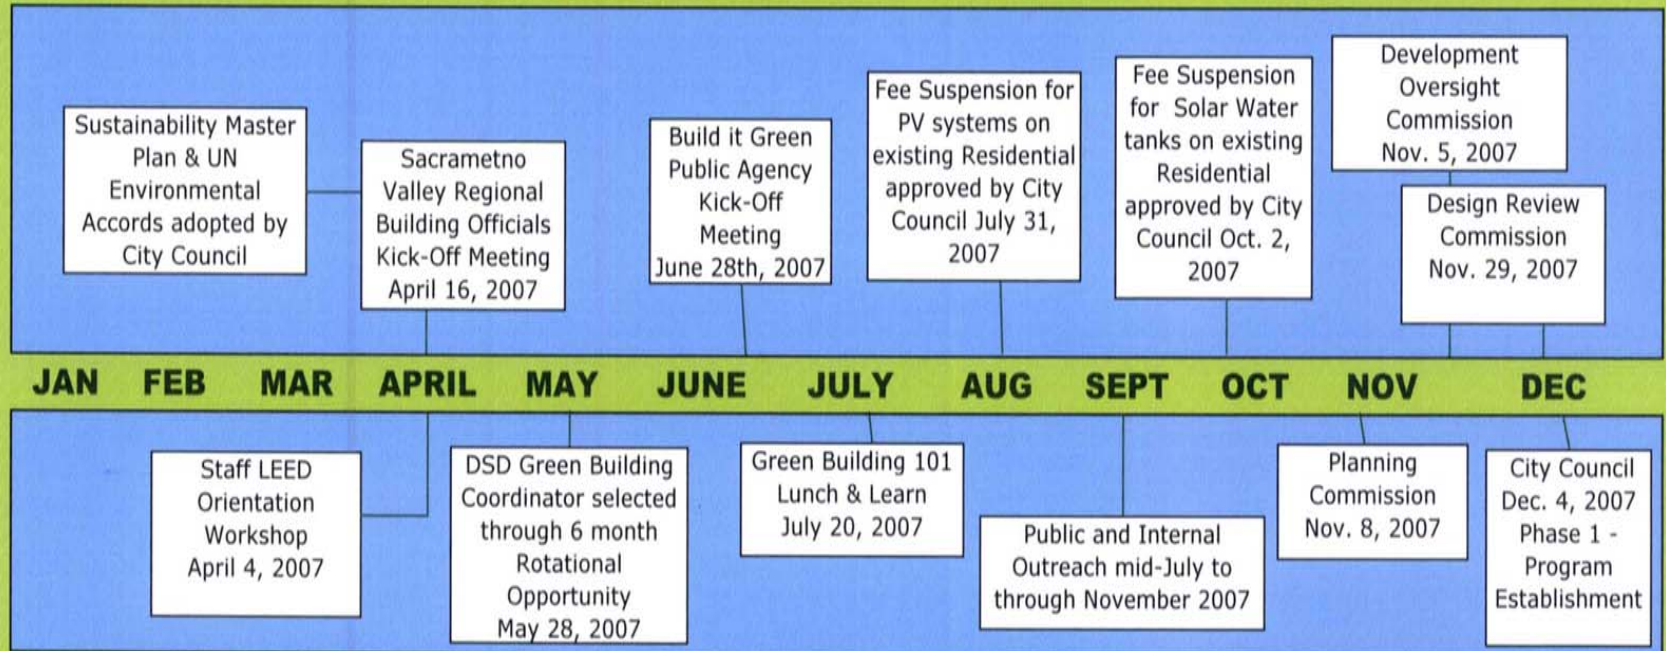 Sustainability Master
Plan & UN
Environmental
Accords adopted by
City Council
Sacrametno
Valley Regional
Building Officials
Kick-Off Meeting
April 16, 2007
Build it Green
Public Agency
Kick-Off
Meeting
June 28th, 2007
Fee Suspension for
PV systems on
existing Residential
approved by City
Council July 31,
2007
Fee Suspension
for Solar Water
tanks on existing
Residential
approved by City
Council Oct. 2,
2007
Development
Oversight
Commission
Nov. 5, 2007
Design Review
Commission
Nov. 29, 2007
JAN FEB MAR APRIL MAY JUNE JULY AUG SEPT OCT NOV DEC
Staff LEED
Orientation
Workshop
April 4, 2007
DSD Green Building
Coordinator selected
through 6 month
Rotational
Opportunity
May 28, 2007
Green Building 101
Lunch & Learn
July 20, 2007
Public and Internal
Outreach mid-July to
through November 2007
Planning
Commission
Nov. 8, 2007
City Council
Dec. 4, 2007
Phase 1 -
Program
Establishment